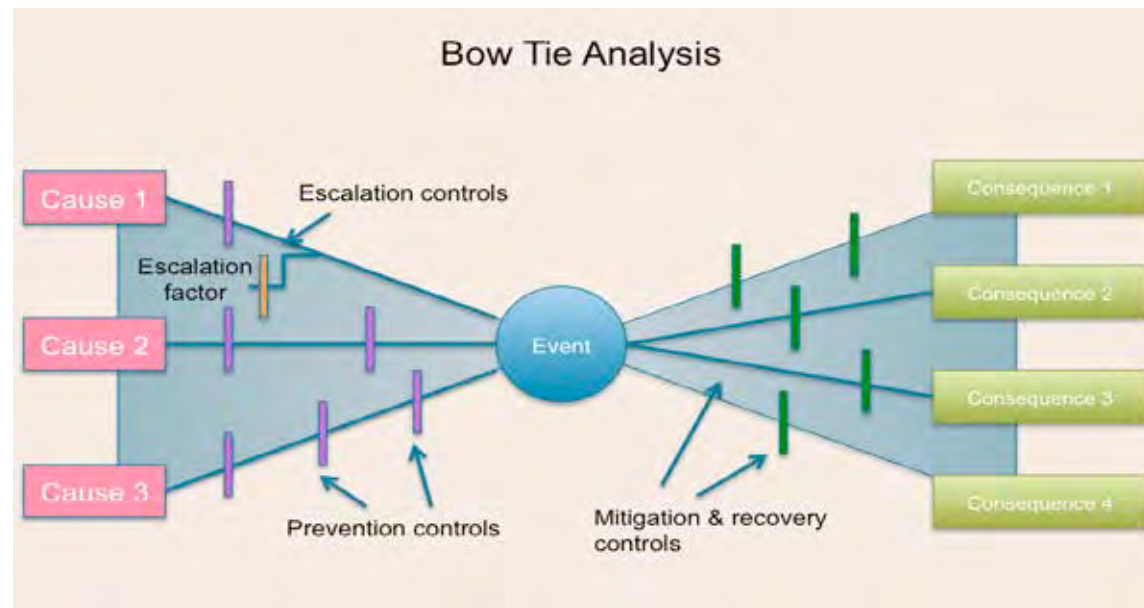 Bow Tie Analysis
Cause 1
Escalation controls
Escalation
factor
Cause 2
Cause 3
Prevention controls
Event
Consequence 1
Consequence 2
Consequence 3
Consequence 4
Mitigation & recovery
controls